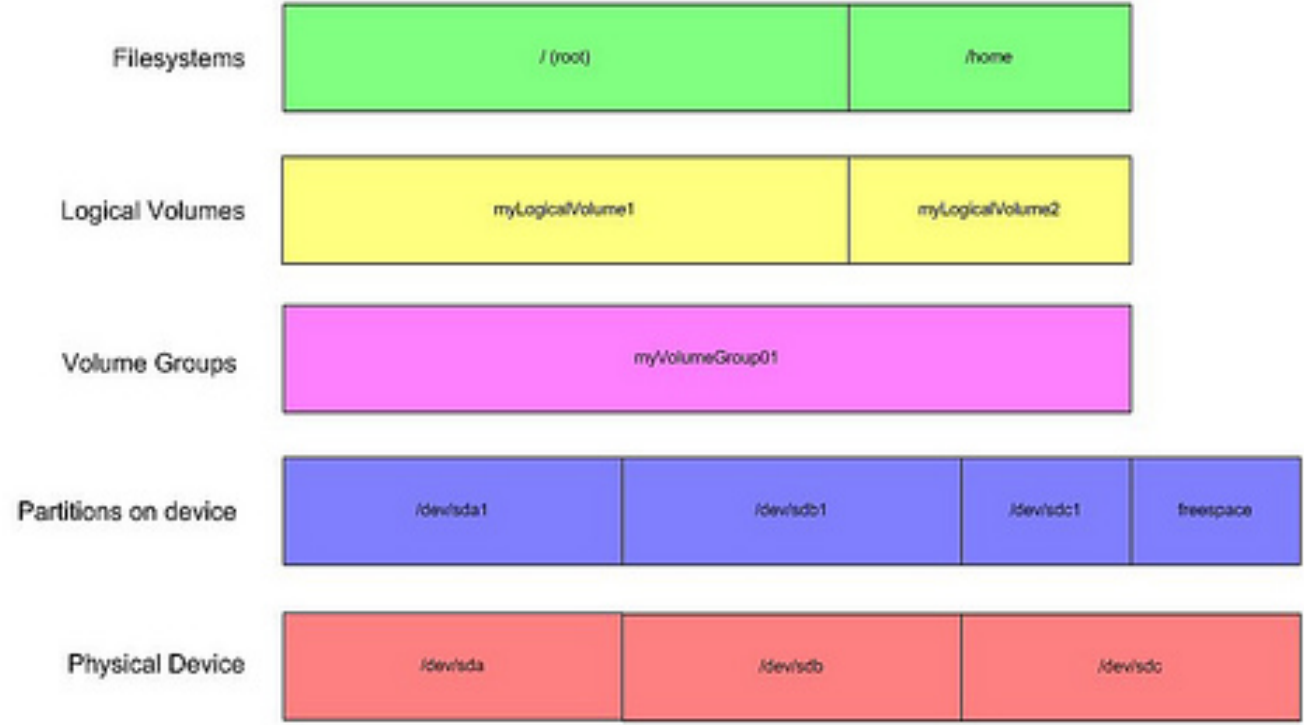 Filesystems
/ (root)
/home
Logical Volumes
myLogicalVolume1
myLogicalVolume2
Volume Groups
myVolumeGroup01
Partitions on device
/dev/sda1
/dev/sdb1
/dev/sdc1
freespace
Physical Device
/dev/sda
/dev/sdb
/dev/sdc